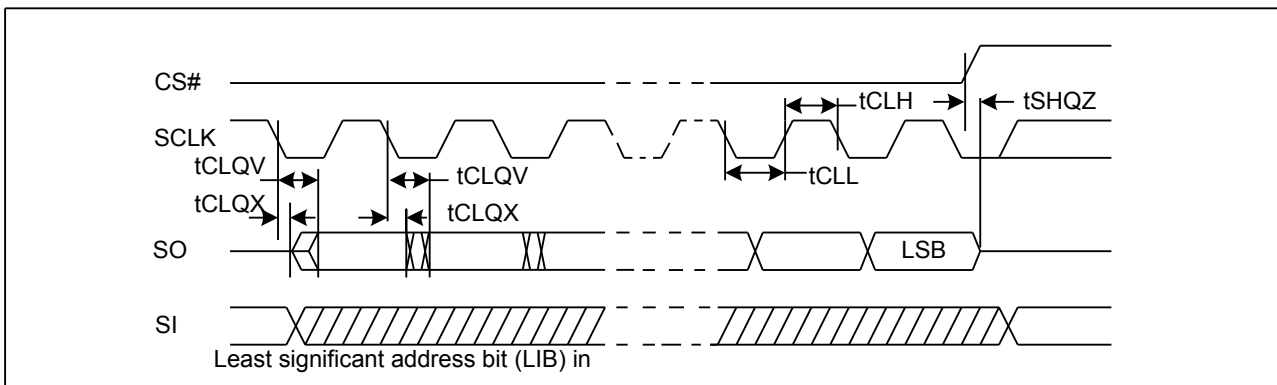 CS#
tCLH
tSHQZ
SCLK
tCLQV
tCLQV
tCLL
tCLQX
tCLQX
SO
LSB
SI
Least significant address bit (LIB) in